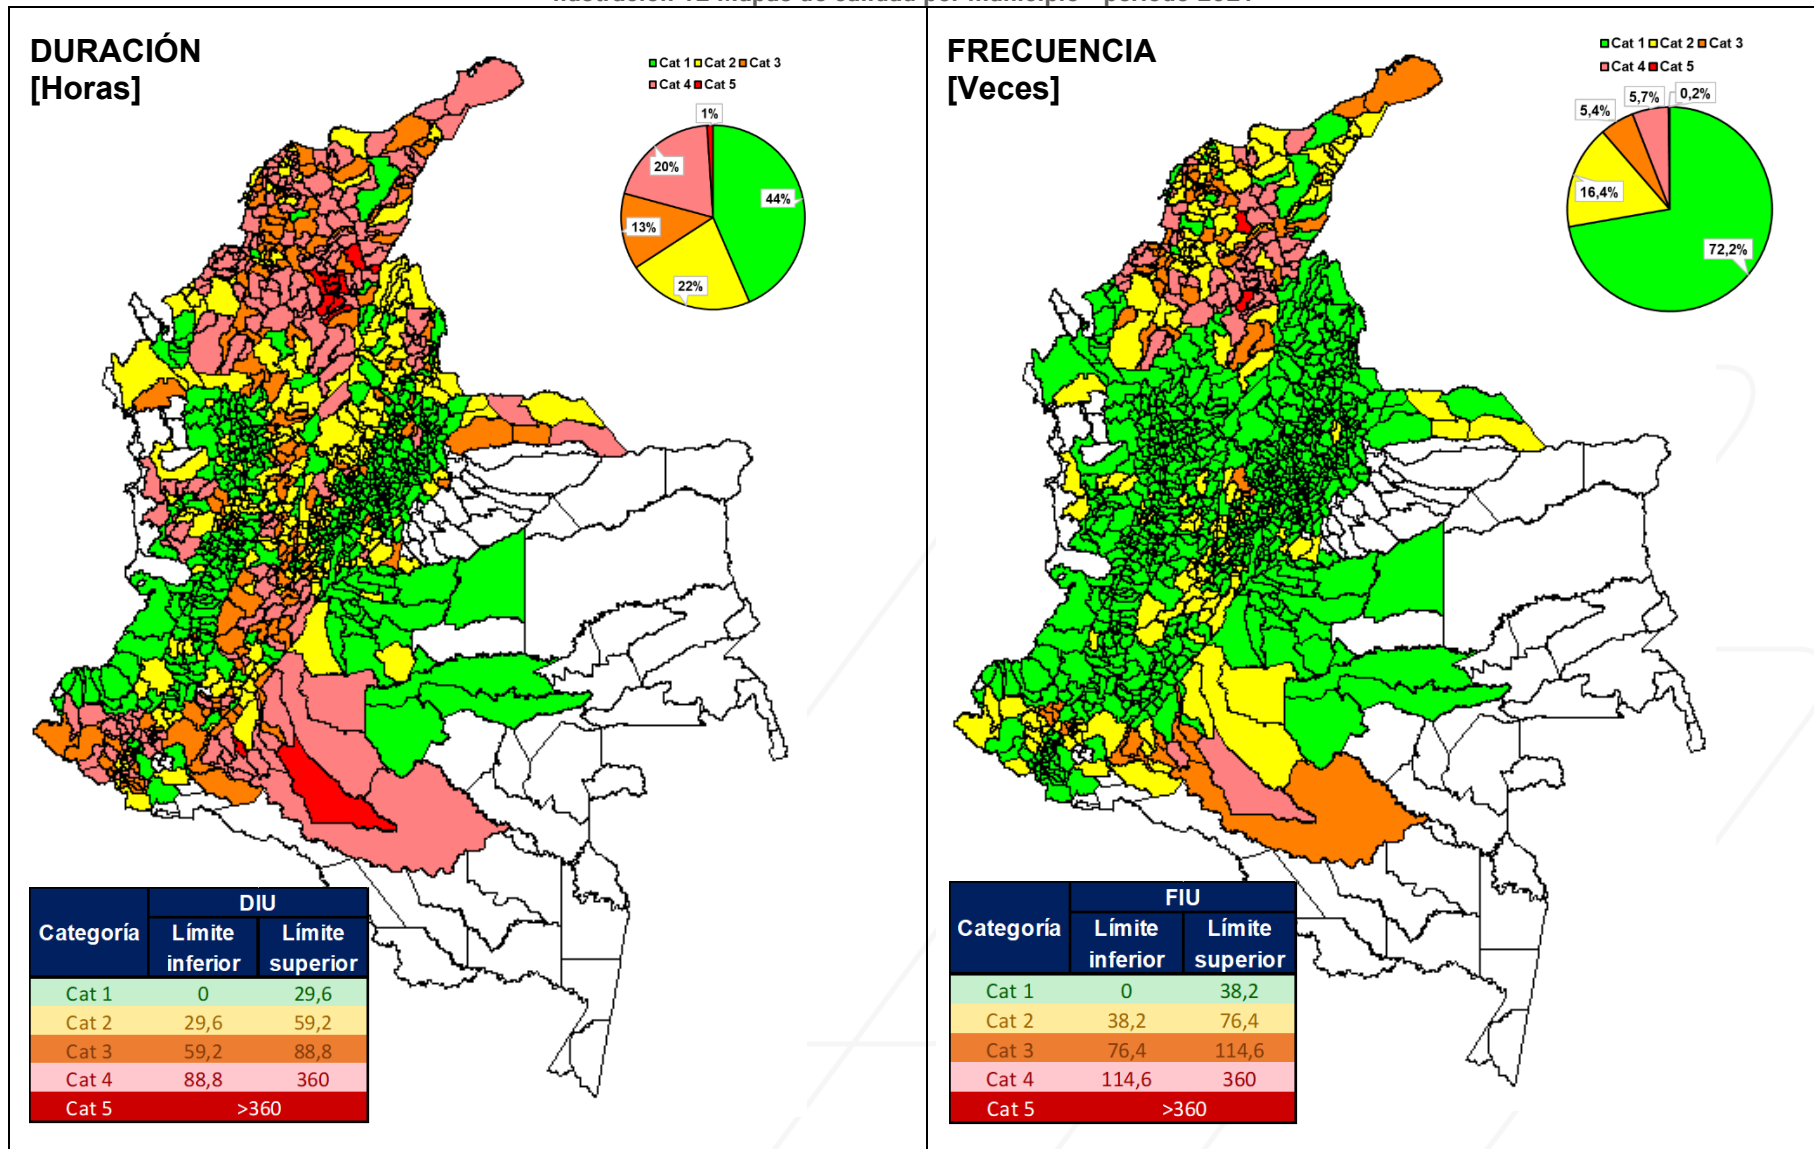 DURACIÓN
[Horas]
Cat 1 Cat 2 Cat 3
Cat 4 Cat 5
1%
20%
44%
13%
22%
DIU
Categoría Límite inferior Límite superior
Cat 1 0 29,6
Cat 2 29,6 59,2
Cat 3 59,2 88,8
Cat 4 88,8 360
Cat 5 >360
FRECUENCIA
[Veces]
Cat 1 Cat 2 Cat 3
Cat 4 Cat 5
5,7% 0,2%
5,4%
16,4%
72,2%
FIU
Categoría Límite inferior Límite superior
Cat 1 0 38,2
Cat 2 38,2 76,4
Cat 3 76,4 114,6
Cat 4 114,6 360
Cat 5 >360